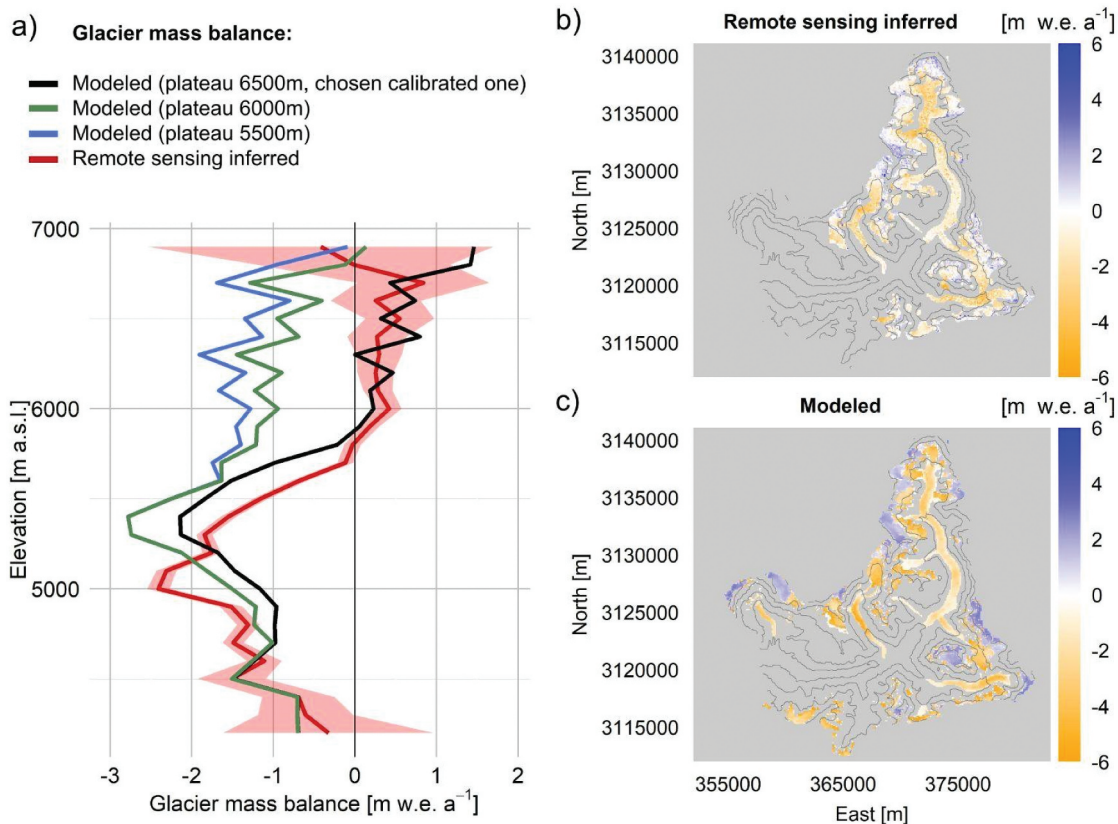 a)
Glacier mass balance:
Modeled (plateau 6500m, chosen calibrated one)
Modeled (plateau 6000m)
Modeled (plateau 5500m)
Remote sensing inferred
7000
6000
5000
Elevation [m a.s.l.]
-3 -2 -1 0 1 2
Glacier mass balance [m w.e. a⁻¹]
b)
Remote sensing inferred
[m w.e. a⁻¹]
3140000
3135000
3130000
3125000
3120000
3115000
North [m]
6
4
2
0
-2
-4
-6
c)
Modeled
[m w.e. a⁻¹]
3140000
3135000
3130000
3125000
3120000
3115000
North [m]
6
4
2
0
-2
-4
-6
355000 365000 375000
East [m]